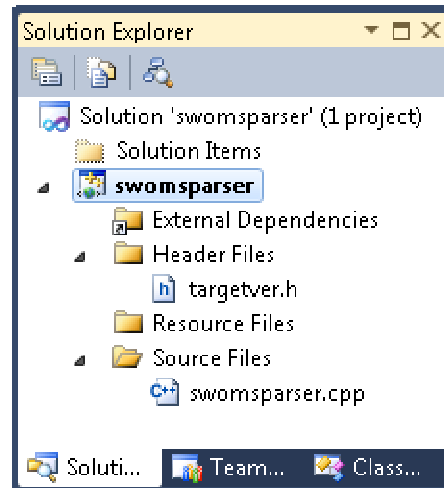 Solution Explorer
Solution 'swomsparser' (1 project)
Solution Items
swomsparser
External Dependencies
Header Files
h targetver.h
Resource Files
Source Files
C++ swomsparser.cpp
Soluti... Team... Class...